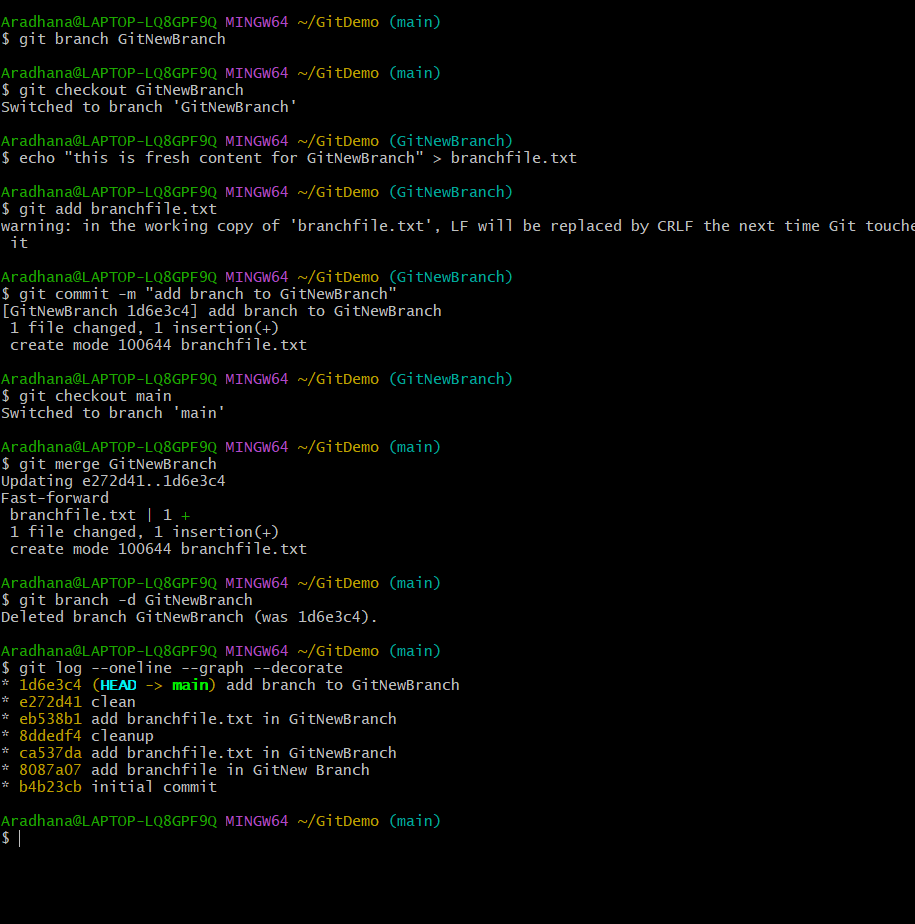 Aradhana@LAPTOP-LQ8GPF9Q MINGW64 ~/GitDemo (main)
$ git branch GitNewBranch
Aradhana@LAPTOP-LQ8GPF9Q MINGW64 ~/GitDemo (main)
$ git checkout GitNewBranch
Switched to branch 'GitNewBranch'
Aradhana@LAPTOP-LQ8GPF9Q MINGW64 ~/GitDemo (GitNewBranch)
$ echo "this is fresh content for GitNewBranch" > branchfile.txt
Aradhana@LAPTOP-LQ8GPF9Q MINGW64 ~/GitDemo (GitNewBranch)
$ git add branchfile.txt
warning: in the working copy of 'branchfile.txt', LF will be replaced by CRLF the next time Git touche
 it
Aradhana@LAPTOP-LQ8GPF9Q MINGW64 ~/GitDemo (GitNewBranch)
$ git commit -m "add branch to GitNewBranch"
[GitNewBranch 1d6e3c4] add branch to GitNewBranch
 1 file changed, 1 insertion(+)
 create mode 100644 branchfile.txt
Aradhana@LAPTOP-LQ8GPF9Q MINGW64 ~/GitDemo (GitNewBranch)
$ git checkout main
Switched to branch 'main'
Aradhana@LAPTOP-LQ8GPF9Q MINGW64 ~/GitDemo (main)
$ git merge GitNewBranch
Updating e272d41..1d6e3c4
Fast-forward
 branchfile.txt | 1 +
 1 file changed, 1 insertion(+)
 create mode 100644 branchfile.txt
Aradhana@LAPTOP-LQ8GPF9Q MINGW64 ~/GitDemo (main)
$ git branch -d GitNewBranch
Deleted branch GitNewBranch (was 1d6e3c4).
Aradhana@LAPTOP-LQ8GPF9Q MINGW64 ~/GitDemo (main)
$ git log --oneline --graph --decorate
* 1d6e3c4 (HEAD -> main) add branch to GitNewBranch
* e272d41 clean
* eb538b1 add branchfile.txt in GitNewBranch
* 8ddedf4 cleanup
* ca537da add branchfile.txt in GitNewBranch
* 8087a07 add branchfile in GitNew Branch
* b4b23cb initial commit
Aradhana@LAPTOP-LQ8GPF9Q MINGW64 ~/GitDemo (main)
$